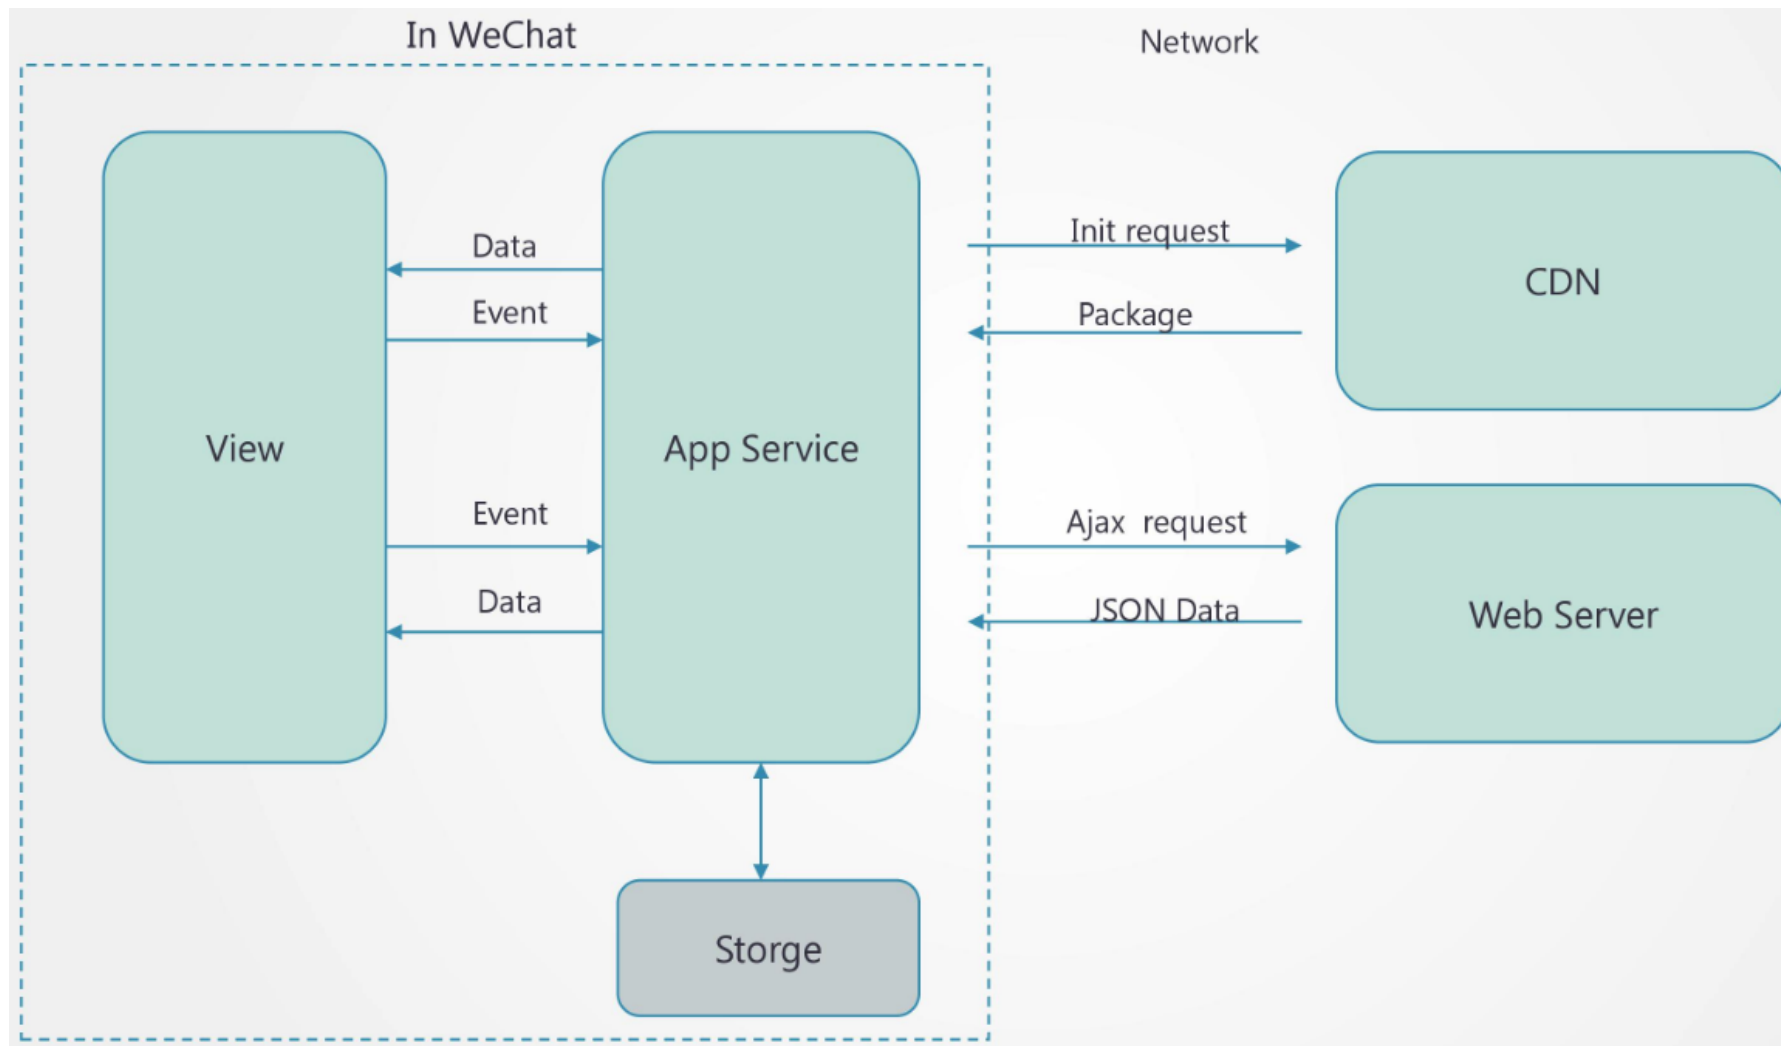 In WeChat
Network
Data
Event
View
App Service
Event
Data
Storge
Init request
Package
CDN
Ajax  request
JSON Data
Web Server